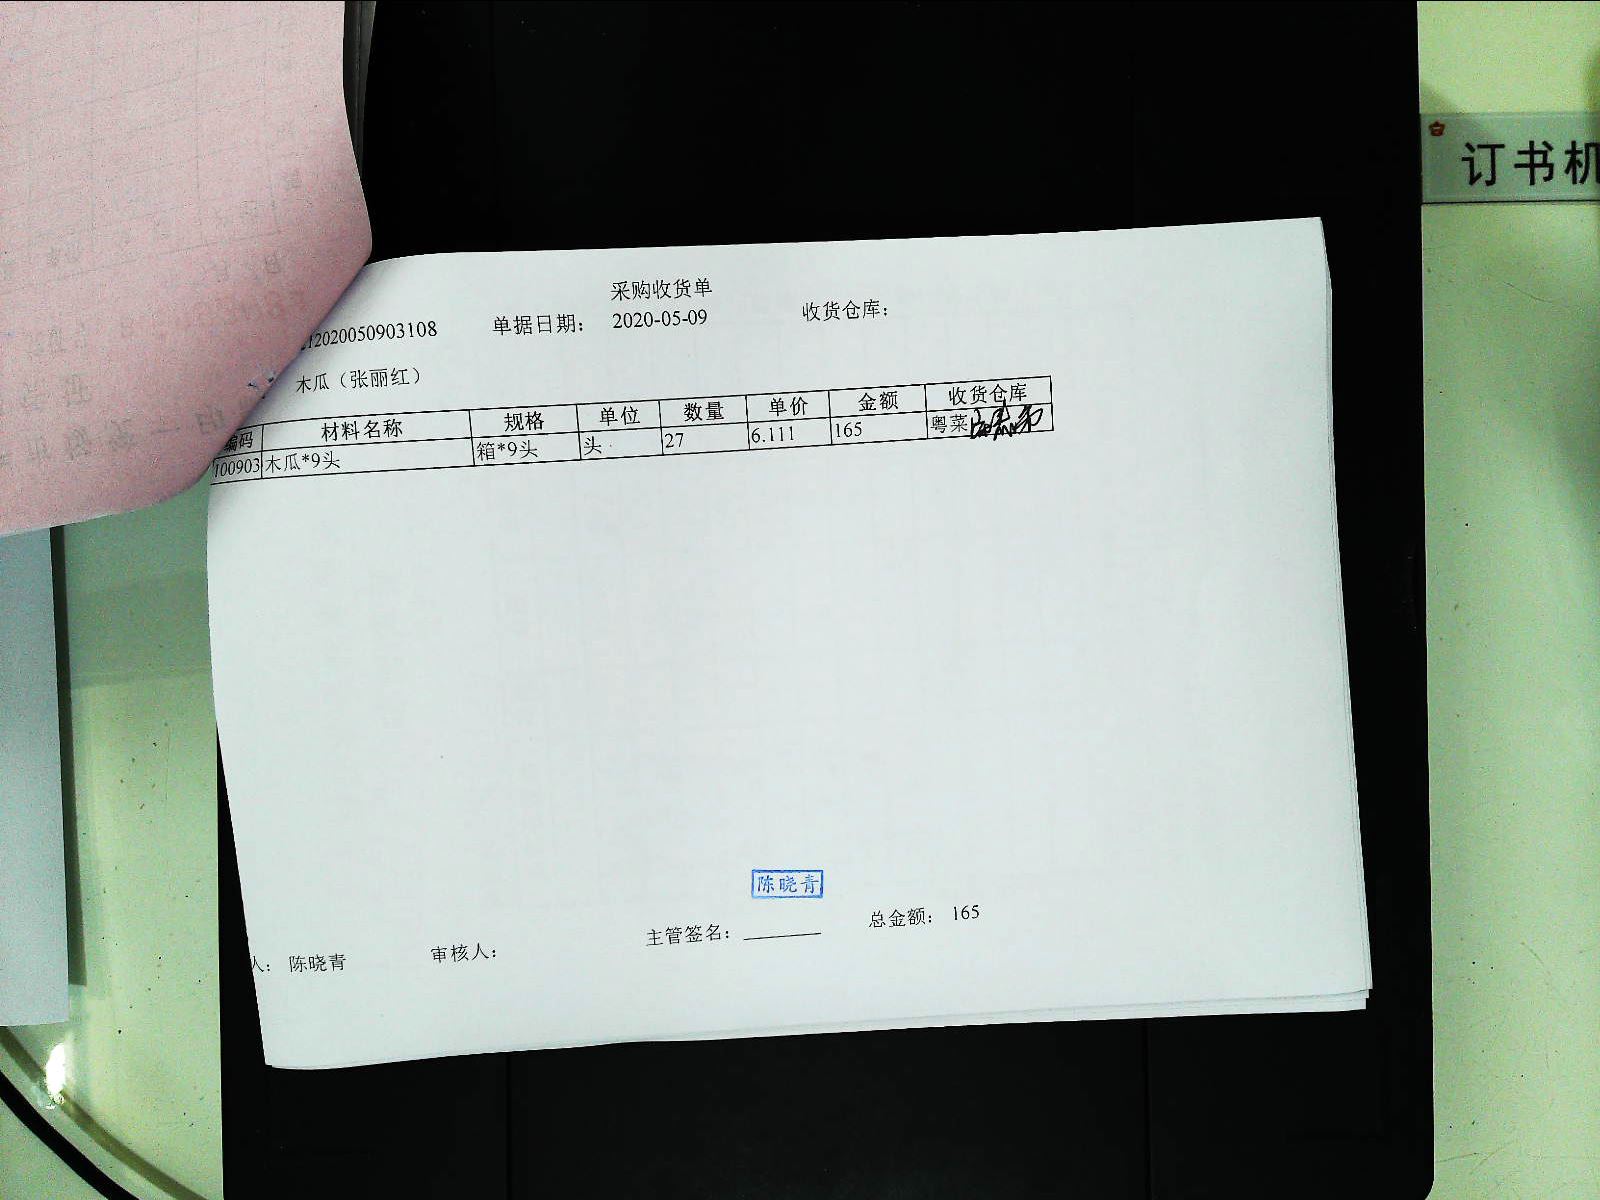 订书机
采购收货单
2020050903108 单据日期： 2020-05-09 收货仓库：
木瓜（张丽红）
编码 材料名称 规格 单位 数量 单价 金额 收货仓库
100903 木瓜*9头 箱*9头 头 27 6.111 165 粤菜
陈晓青
人： 陈晓青 审核人： 主管签名： 总金额： 165